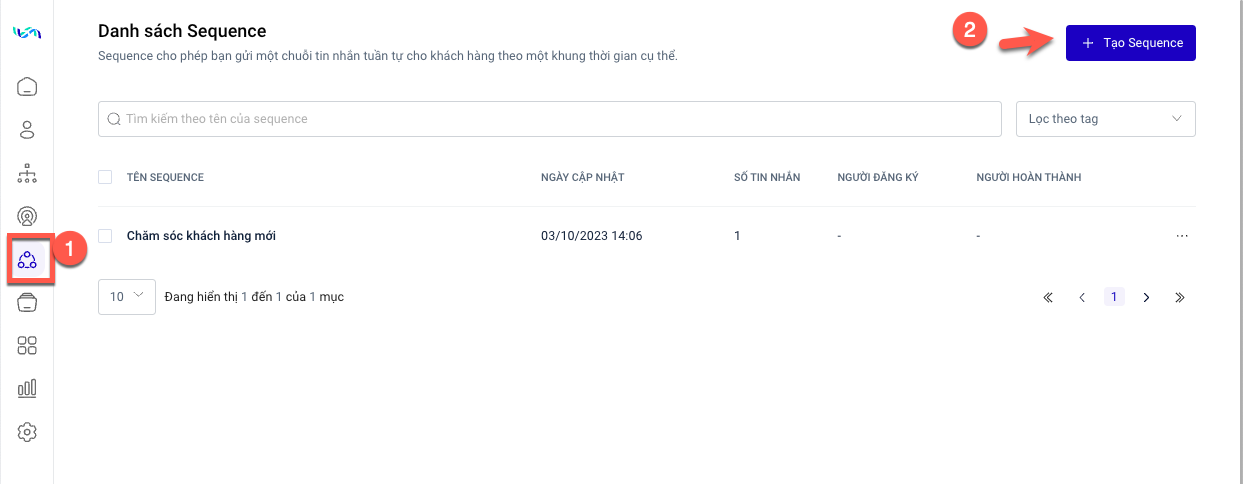 Danh sách Sequence
Sequence cho phép bạn gửi một chuỗi tin nhắn tuần tự cho khách hàng theo một khung thời gian cụ thể.
2
+ Tạo Sequence
Tìm kiếm theo tên của sequence
Lọc theo tag
TÊN SEQUENCE NGÀY CẬP NHẬT SỐ TIN NHẮN NGƯỜI ĐĂNG KÝ NGƯỜI HOÀN THÀNH
1
Chăm sóc khách hàng mới 03/10/2023 14:06 1 - - ...
10 Đang hiển thị 1 đến 1 của 1 mục « ‹ 1 › »